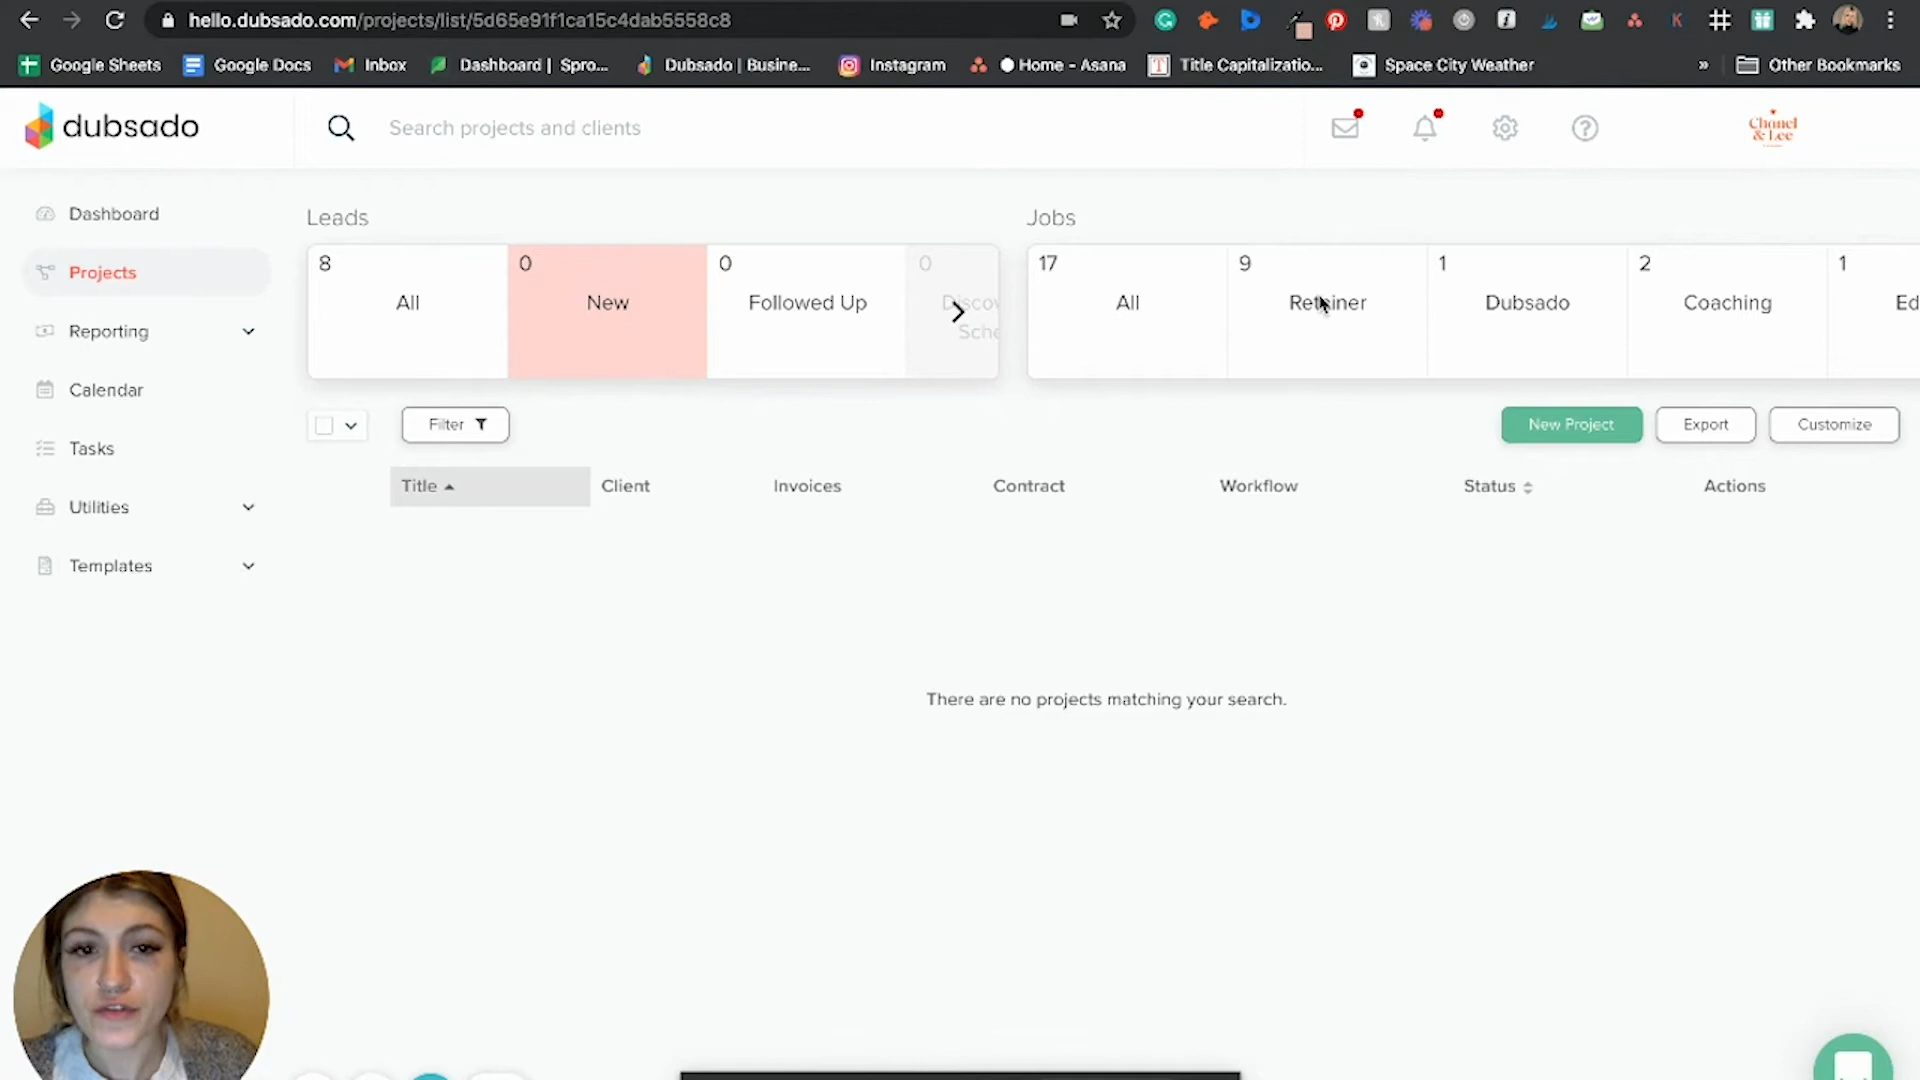 hello.dubsado.com/projects/list/5d65e91f1ca15c4dab5558c8
Google Sheets
Google Docs
Inbox
Dashboard | Spro...
Dubsado | Busine...
Instagram
Home - Asana
Title Capitalizatio...
Space City Weather
»
Other Bookmarks
dubsado
Search projects and clients
Chanel
& Lee
Dashboard
Projects
Reporting
Calendar
Tasks
Utilities
Templates
Leads
8
All
0
New
0
Followed Up
0
Discov
Sche
Jobs
17
All
9
Retainer
1
Dubsado
2
Coaching
1
Ed
Filter
New Project
Export
Customize
Title
Client
Invoices
Contract
Workflow
Status
Actions
There are no projects matching your search.